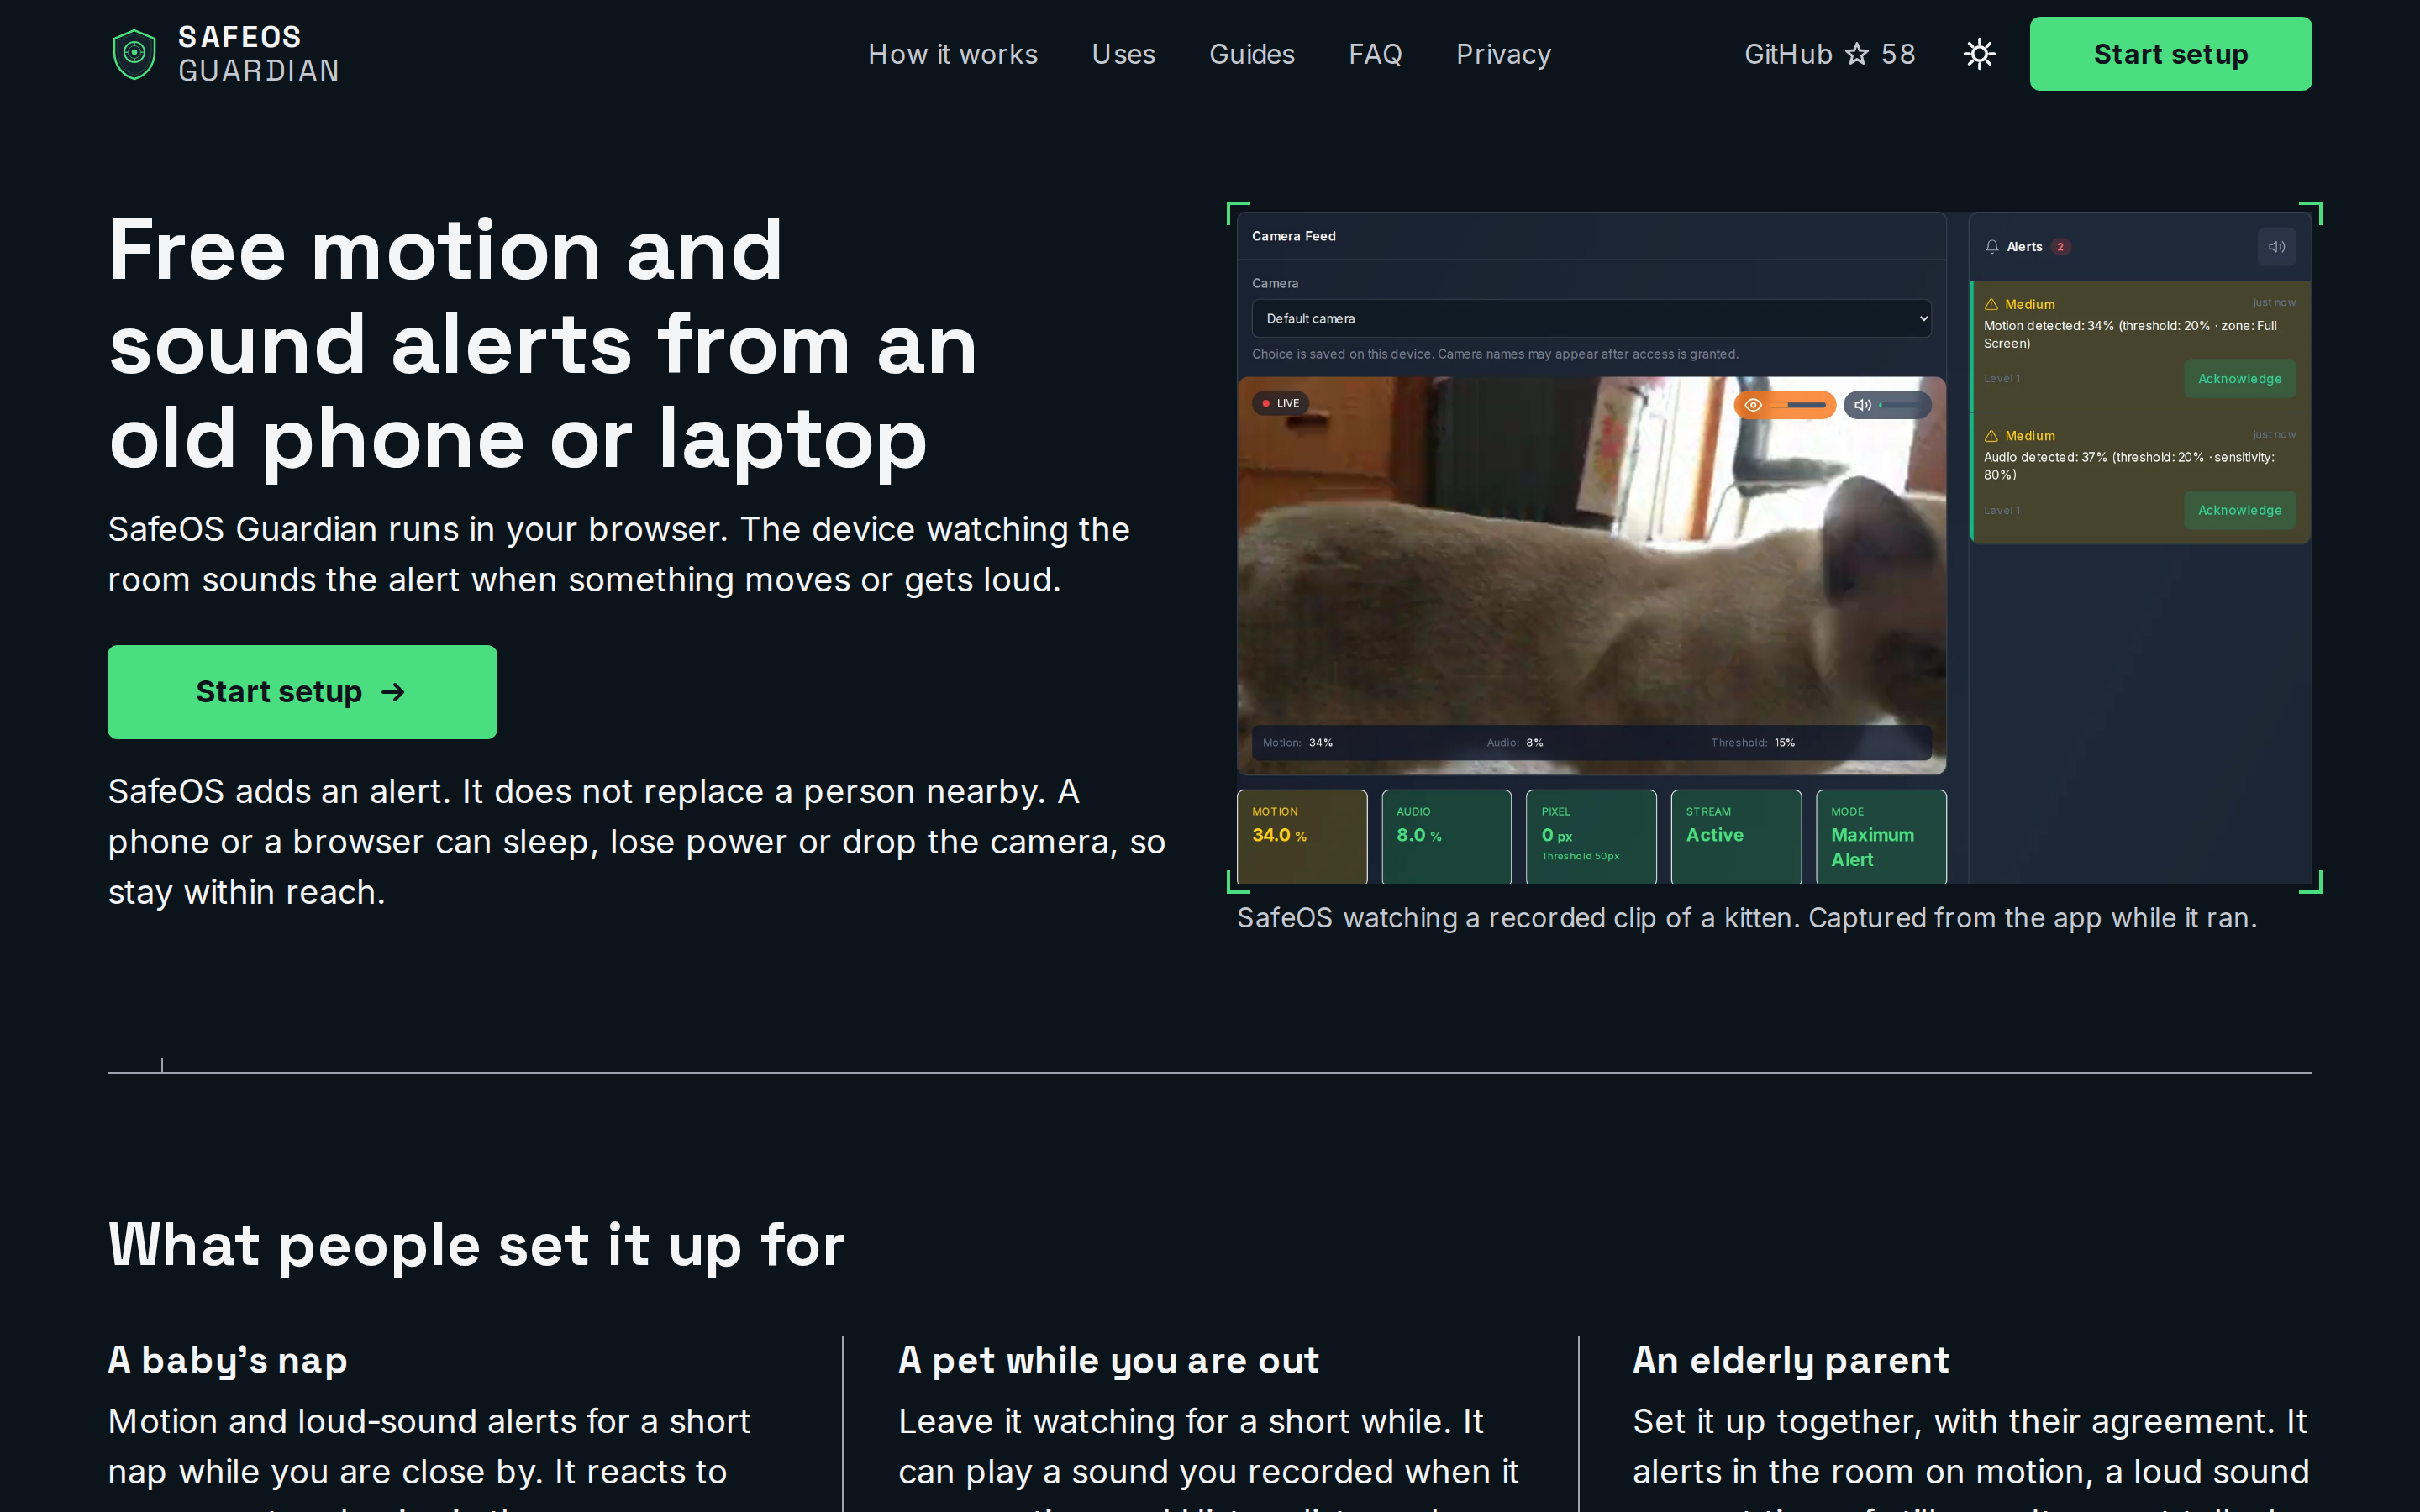 SAFEOS
GUARDIAN
How it works
Uses
Guides
FAQ
Privacy
GitHub ☆ 58
Start setup
Free motion and
sound alerts from an
old phone or laptop
SafeOS Guardian runs in your browser. The device watching the
room sounds the alert when something moves or gets loud.
Start setup →
SafeOS adds an alert. It does not replace a person nearby. A
phone or a browser can sleep, lose power or drop the camera, so
stay within reach.
Camera Feed
Camera
Default camera
Choice is saved on this device. Camera names may appear after access is granted.
LIVE
Motion: 34%
Audio: 8%
Threshold: 15%
MOTION
34.0 %
AUDIO
8.0 %
PIXEL
0 px
Threshold 50px
STREAM
Active
MODE
Maximum
Alert
Alerts 2
Medium
just now
Motion detected: 34% (threshold: 20% · zone: Full
Screen)
Level 1
Acknowledge
Medium
just now
Audio detected: 37% (threshold: 20% · sensitivity:
80%)
Level 1
Acknowledge
SafeOS watching a recorded clip of a kitten. Captured from the app while it ran.
What people set it up for
A baby’s nap
Motion and loud-sound alerts for a short
nap while you are close by. It reacts to
A pet while you are out
Leave it watching for a short while. It
can play a sound you recorded when it
An elderly parent
Set it up together, with their agreement. It
alerts in the room on motion, a loud sound